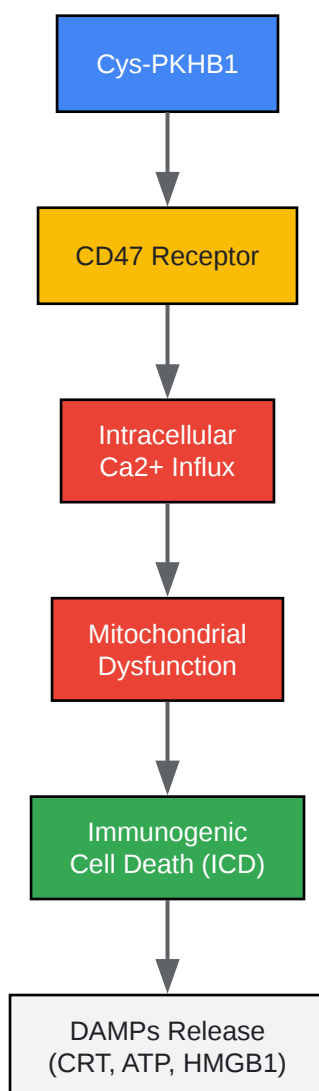 Cys-PKHB1
CD47 Receptor
Intracellular
Ca2+ Influx
Mitochondrial
Dysfunction
Immunogenic
Cell Death (ICD)
DAMPs Release
(CRT, ATP, HMGB1)